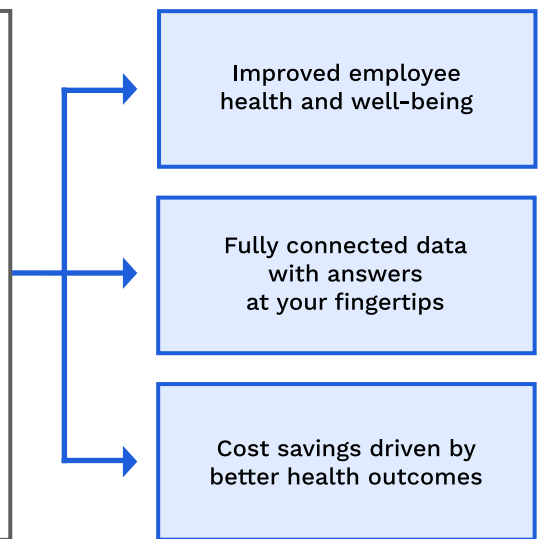 Improved employee
health and well-being
Fully connected data
with answers
at your fingertips
Cost savings driven by
better health outcomes